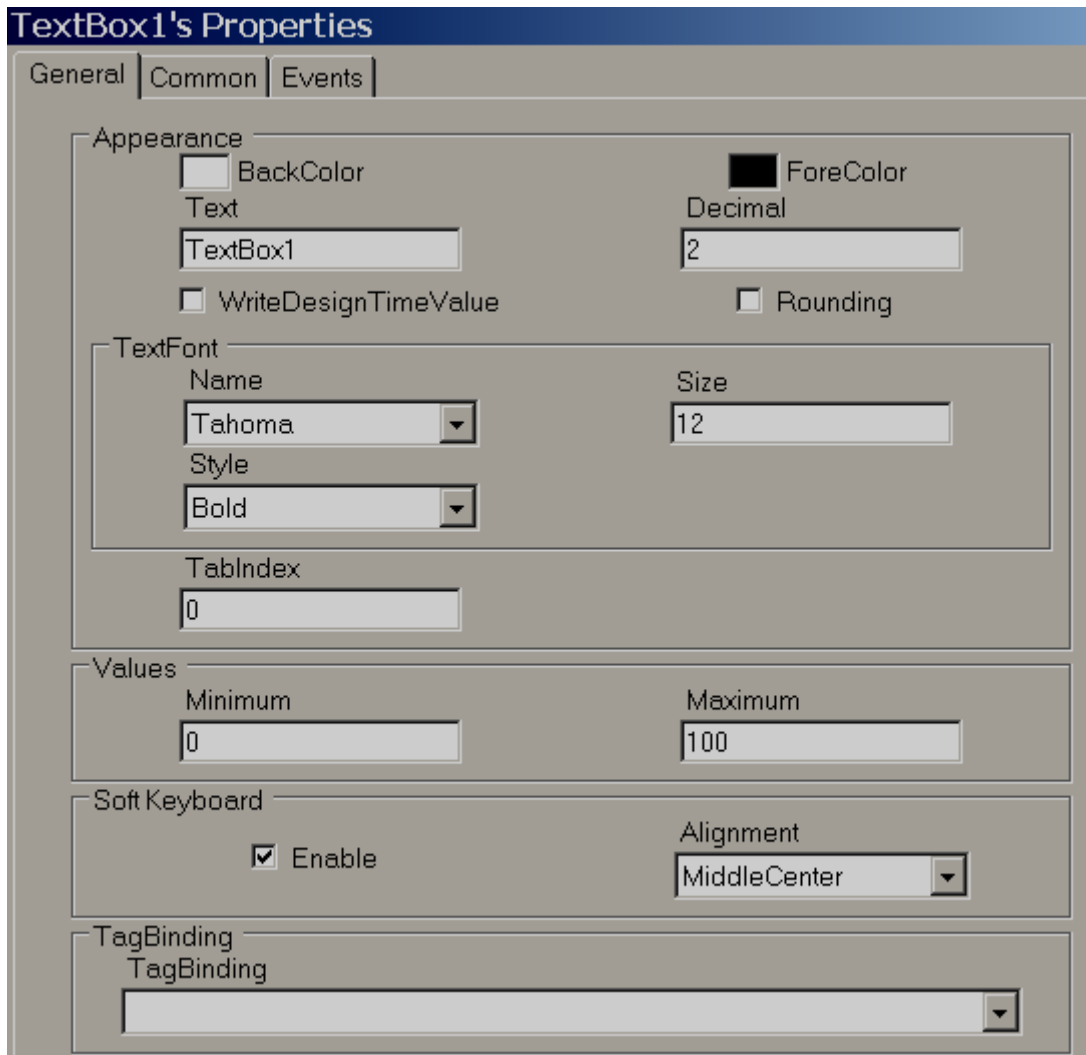 TextBox1's Properties
General Common Events
Appearance
BackColor ForeColor
Text Decimal
TextBox1 2
WriteDesignTimeValue Rounding
TextFont
Name Size
Tahoma 12
Style
Bold
TabIndex
0
Values
Minimum Maximum
0 100
Soft Keyboard
Alignment
Enable
MiddleCenter
TagBinding
TagBinding